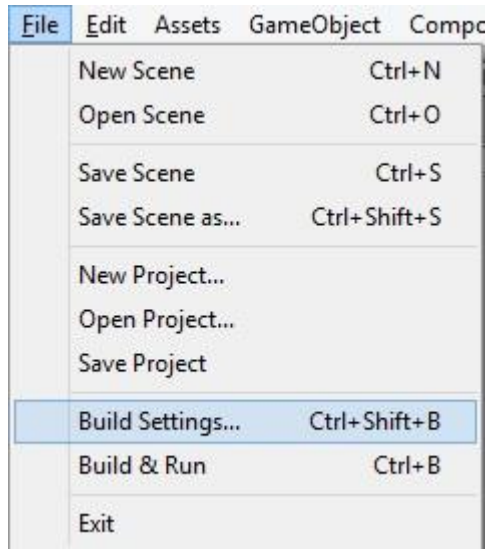 File Edit Assets GameObject Compo
New Scene Ctrl+N
Open Scene Ctrl+O
Save Scene Ctrl+S
Save Scene as... Ctrl+Shift+S
New Project...
Open Project...
Save Project
Build Settings... Ctrl+Shift+B
Build & Run Ctrl+B
Exit